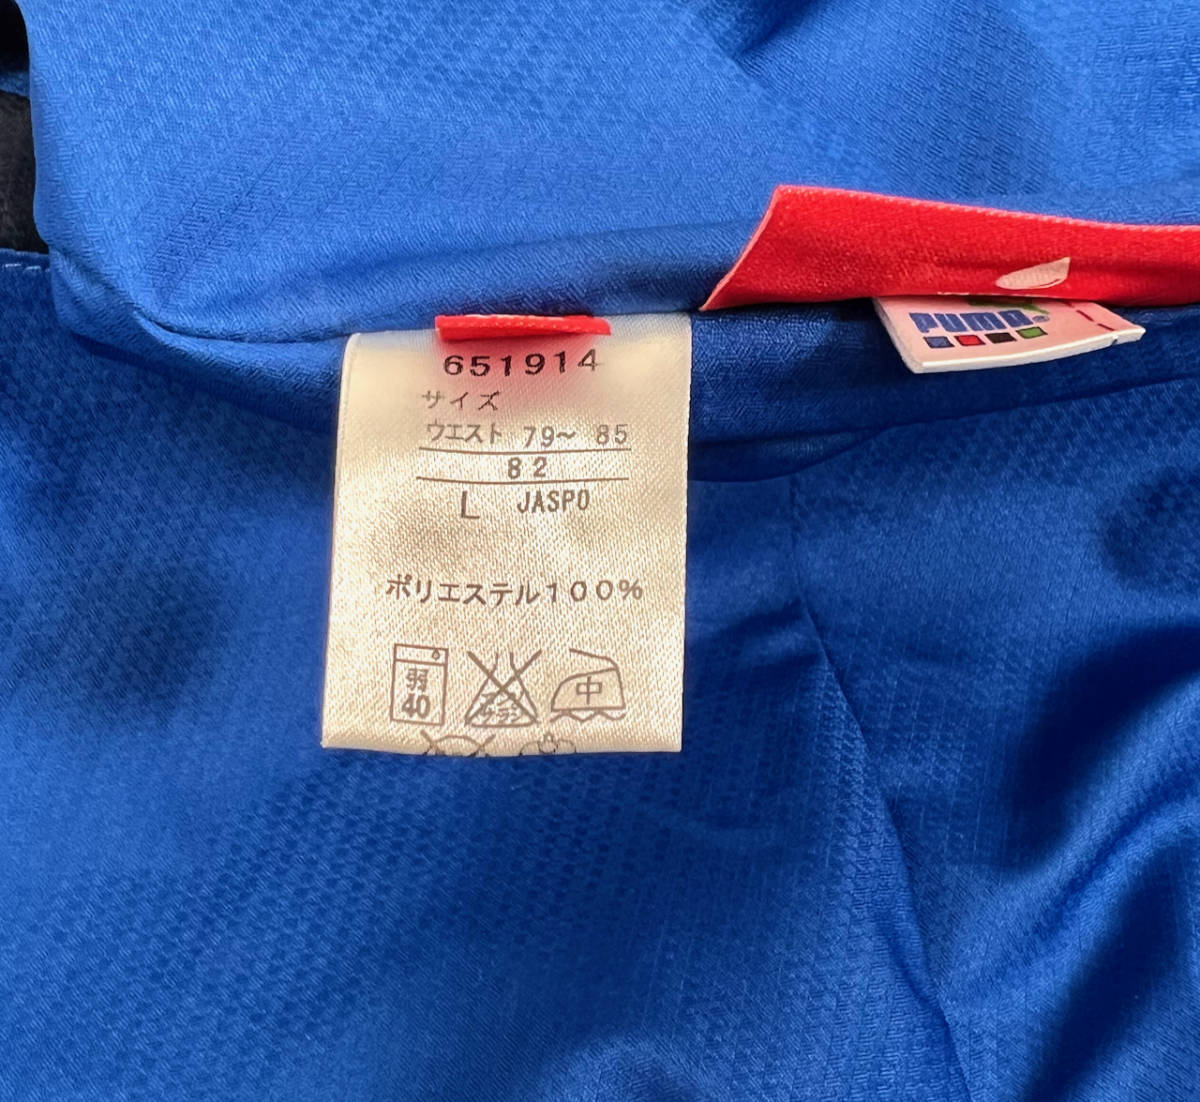 PUMA
651914
サイズ
ウエスト 79～ 85
82
L JASPO
ポリエステル100%
弱
40
中